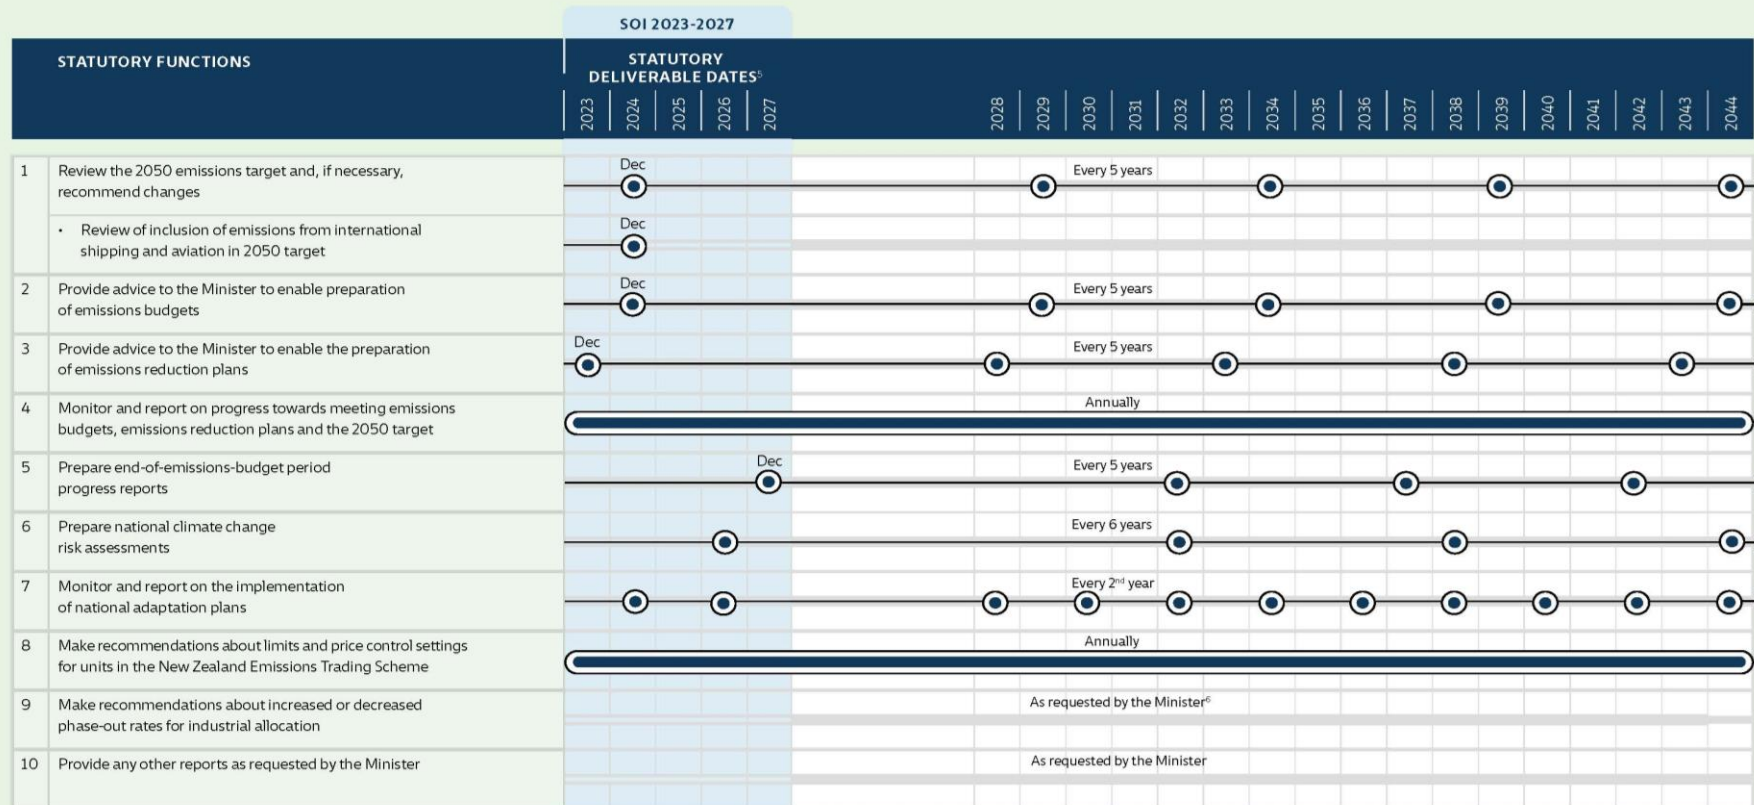 SOI 2023-2027
STATUTORY FUNCTIONS
STATUTORY
DELIVERABLE DATES⁵
2023
2024
2025
2026
2027
2028
2029
2030
2031
2032
2033
2034
2035
2036
2037
2038
2039
2040
2041
2042
2043
2044
1
Review the 2050 emissions target and, if necessary,
recommend changes
Dec
Every 5 years
• Review of inclusion of emissions from international
shipping and aviation in 2050 target
Dec
2
Provide advice to the Minister to enable preparation
of emissions budgets
Dec
Every 5 years
3
Provide advice to the Minister to enable the preparation
of emissions reduction plans
Dec
Every 5 years
4
Monitor and report on progress towards meeting emissions
budgets, emissions reduction plans and the 2050 target
Annually
5
Prepare end-of-emissions-budget period
progress reports
Dec
Every 5 years
6
Prepare national climate change
risk assessments
Every 6 years
7
Monitor and report on the implementation
of national adaptation plans
Every 2nd year
8
Make recommendations about limits and price control settings
for units in the New Zealand Emissions Trading Scheme
Annually
9
Make recommendations about increased or decreased
phase-out rates for industrial allocation
As requested by the Minister⁶
10
Provide any other reports as requested by the Minister
As requested by the Minister